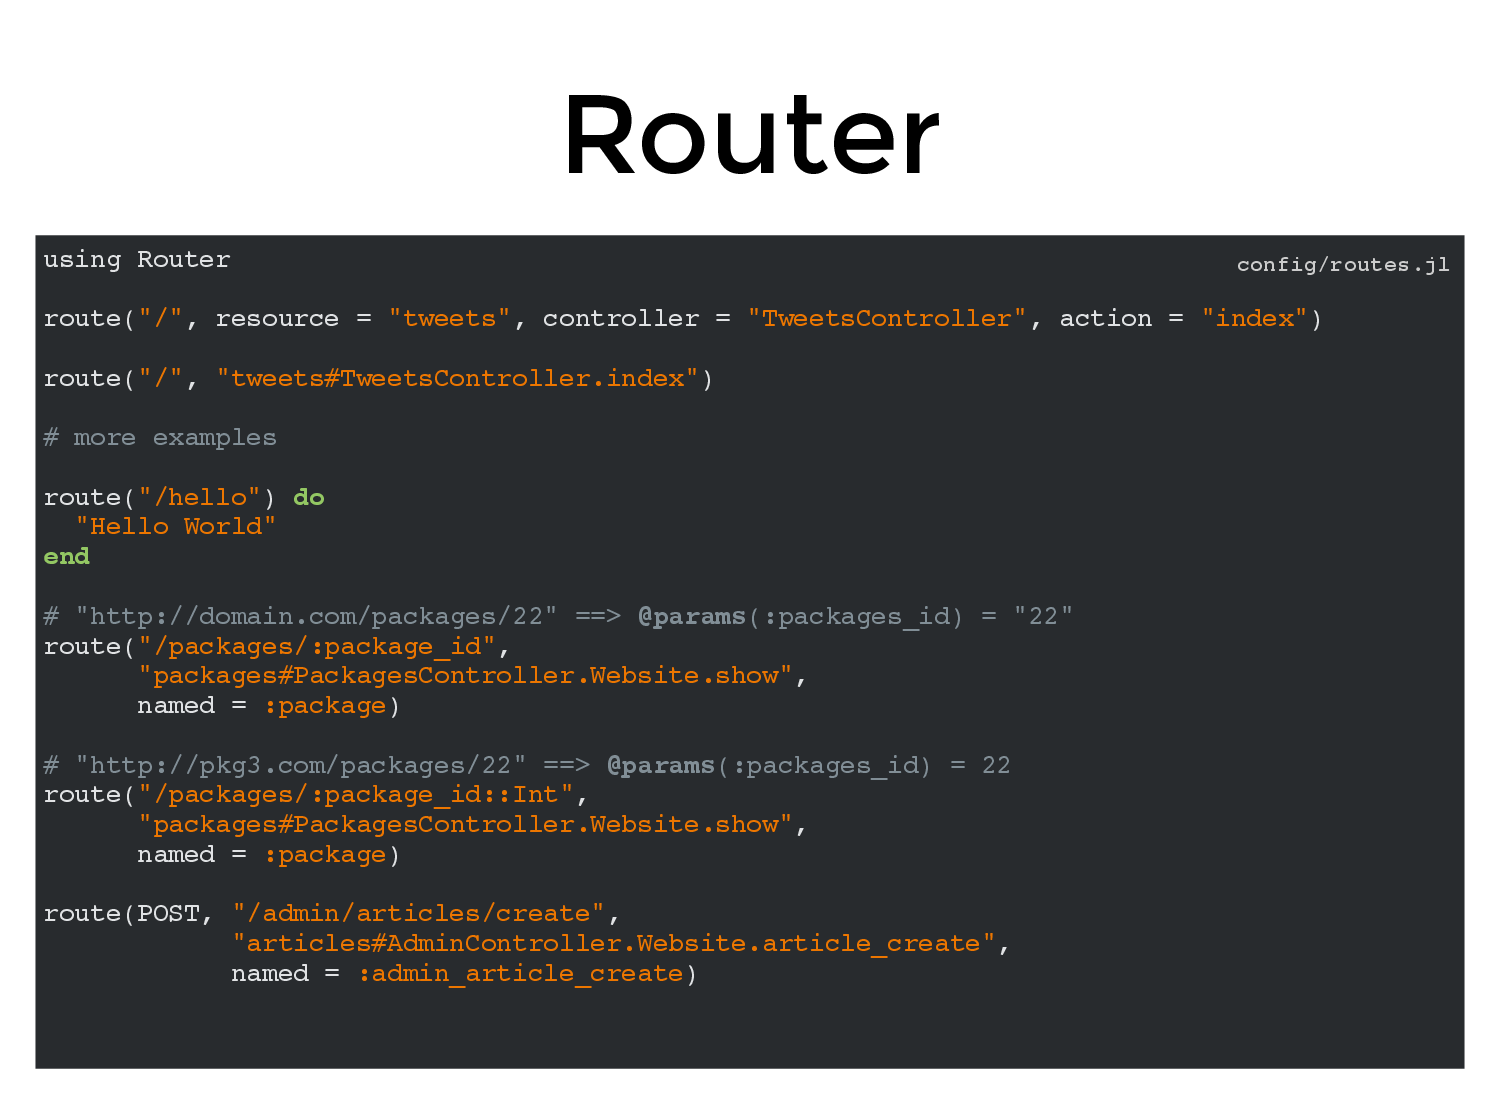 Router
using Router
config/routes.jl
route("/", resource = "tweets", controller = "TweetsController", action = "index")
route("/", "tweets#TweetsController.index")
# more examples
route("/hello") do
  "Hello World"
end
# "http://domain.com/packages/22" ==> @params(:packages_id) = "22"
route("/packages/:package_id",
      "packages#PackagesController.Website.show",
      named = :package)
# "http://pkg3.com/packages/22" ==> @params(:packages_id) = 22
route("/packages/:package_id::Int",
      "packages#PackagesController.Website.show",
      named = :package)
route(POST, "/admin/articles/create",
            "articles#AdminController.Website.article_create",
            named = :admin_article_create)